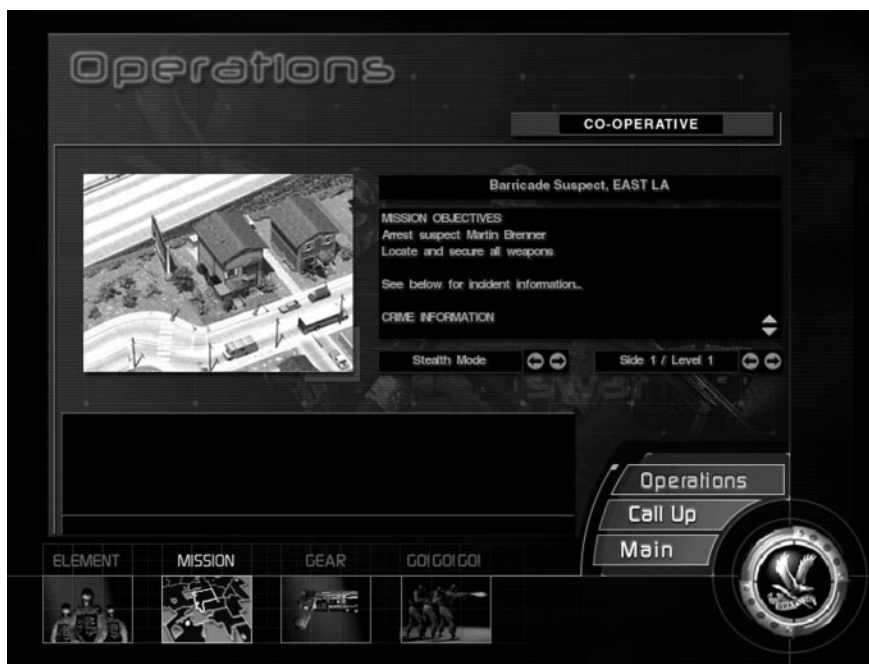 Operations
CO-OPERATIVE
Barricade Suspect, EAST LA
MISSION OBJECTIVES
Arrest suspect Martin Brenner
Locate and secure all weapons
See below for incident information...
CRIME INFORMATION
Stealth Mode
Side 1 / Level 1
SWAT
Operations
Call Up
Main
ELEMENT
MISSION
GEAR
GO! GO! GO!